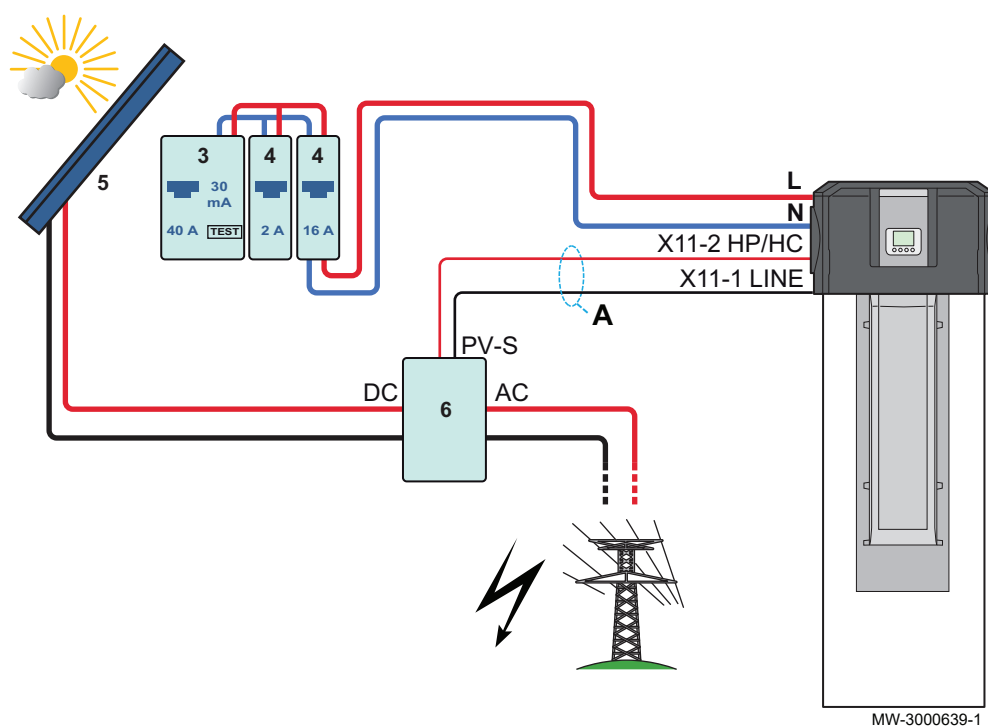 5
3
30
mA
40 A
TEST
4
2 A
4
16 A
L
N
X11-2 HP/HC
X11-1 LINE
A
PV-S
DC
6
AC
MW-3000639-1